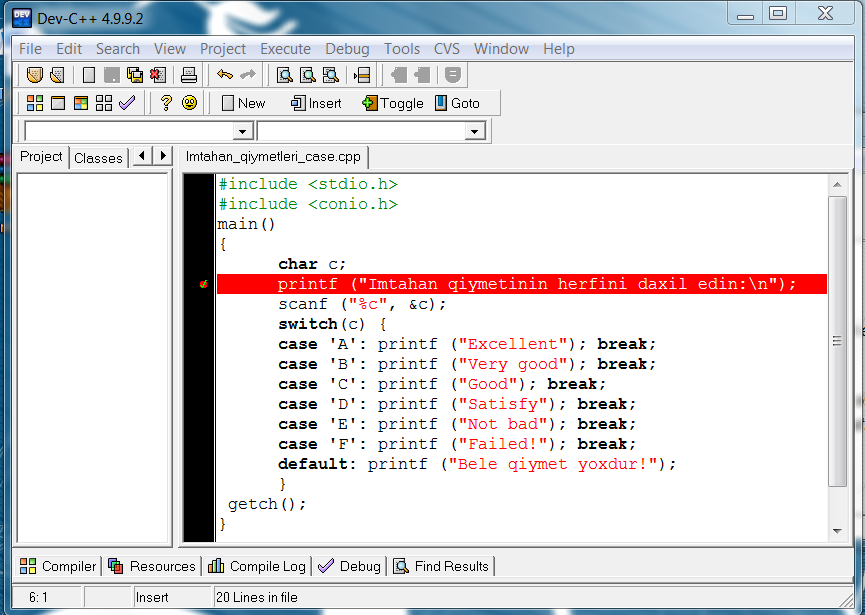 Dev-C++ 4.9.9.2
File Edit Search View Project Execute Debug Tools CVS Window Help
New Insert Toggle Goto
Project Classes Imtahan_qiymetleri_case.cpp
#include <stdio.h>
#include <conio.h>
main()
{
char c;
printf ("Imtahan qiymetinin herfini daxil edin:\n");
scanf ("%c", &c);
switch(c) {
case 'A': printf ("Excellent"); break;
case 'B': printf ("Very good"); break;
case 'C': printf ("Good"); break;
case 'D': printf ("Satisfy"); break;
case 'E': printf ("Not bad"); break;
case 'F': printf ("Failed!"); break;
default: printf ("Bele qiymet yoxdur!");
}
getch();
}
Compiler Resources Compile Log Debug Find Results
6: 1 Insert 20 Lines in file